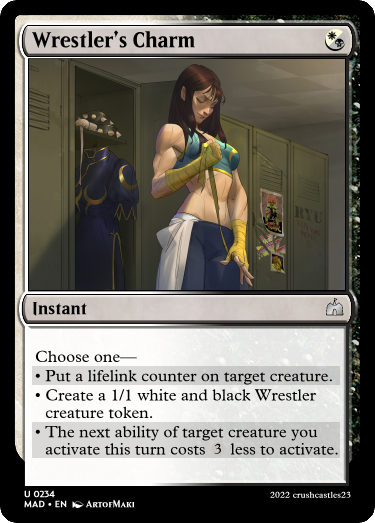 Wrestler's Charm
RYU
Instant
Choose one—
• Put a lifelink counter on target creature.
• Create a 1/1 white and black Wrestler
creature token.
• The next ability of target creature you
activate this turn costs 3 less to activate.
U 0234
MAD • EN ArtofMaki
2022 crushcastles23